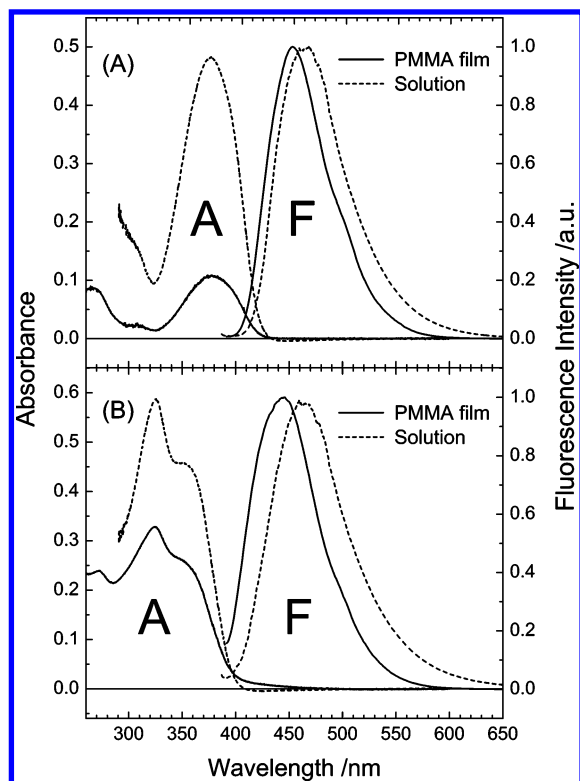 (A)
PMMA film
Solution
A
F
0.5
0.4
0.3
0.2
0.1
0.0
1.0
0.8
0.6
0.4
0.2
0.0
(B)
PMMA film
Solution
A
F
0.6
0.5
0.4
0.3
0.2
0.1
0.0
1.0
0.8
0.6
0.4
0.2
0.0
300 350 400 450 500 550 600 650
Absorbance
Fluorescence Intensity /a.u.
Wavelength /nm